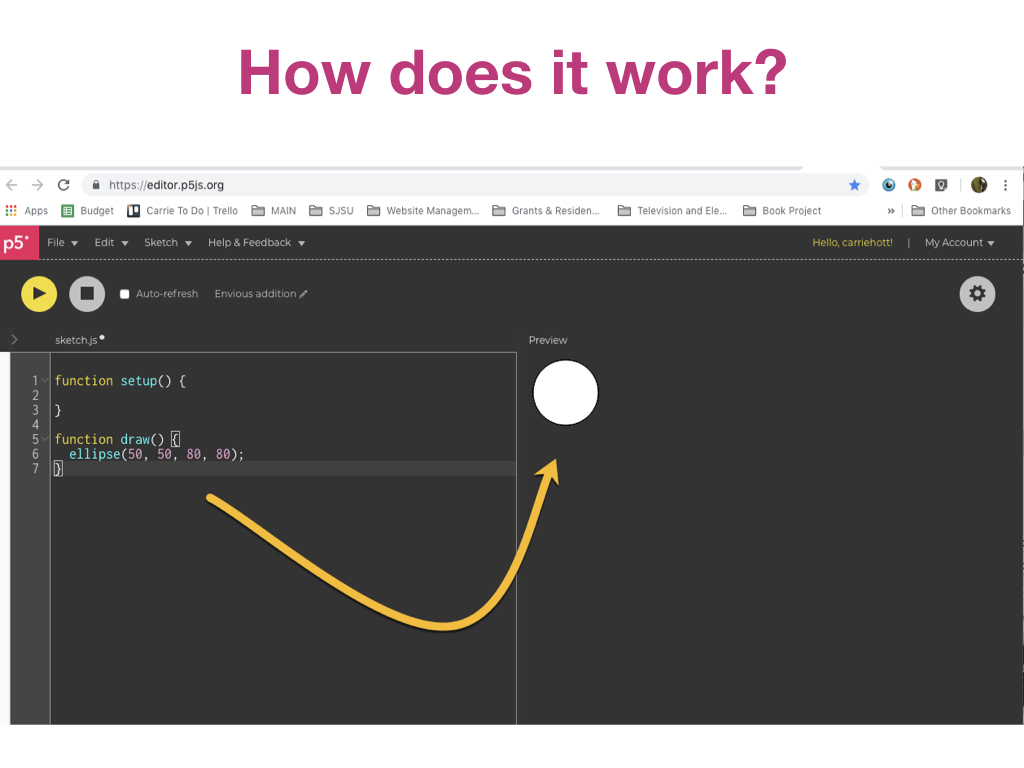 How does it work?
https://editor.p5js.org
Apps Budget Carrie To Do | Trello MAIN SJSU Website Managem... Grants & Residen... Television and Ele... Book Project » Other Bookmarks
p5* File Edit Sketch Help & Feedback Hello, carriehott! | My Account
Auto-refresh Envious addition
sketch.js Preview
1 function setup() {
2
3 }
4
5 function draw() {
6 ellipse(50, 50, 80, 80);
7 }